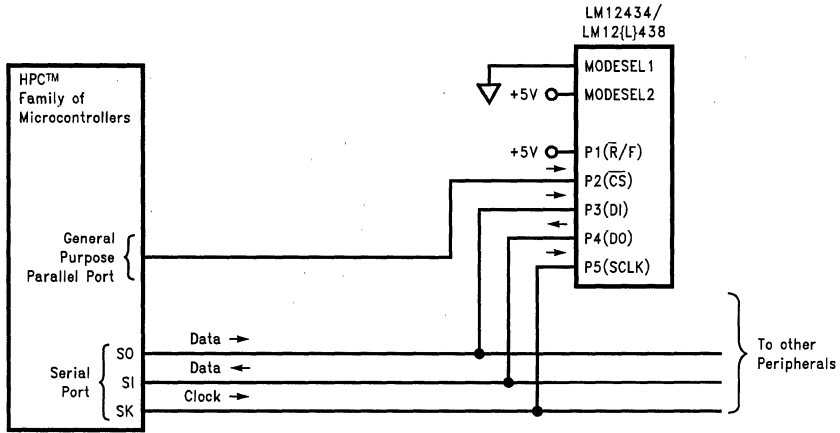 LM12434/
LM12{L}438
HPC™
Family of
Microcontrollers
MODESEL1
+5V MODESEL2
+5V P1(R̅/F)
P2(C̅S̅)
P3(DI)
P4(DO)
P5(SCLK)
General
Purpose
Parallel Port
Serial
Port
SO
SI
SK
Data
Data
Clock
To other
Peripherals